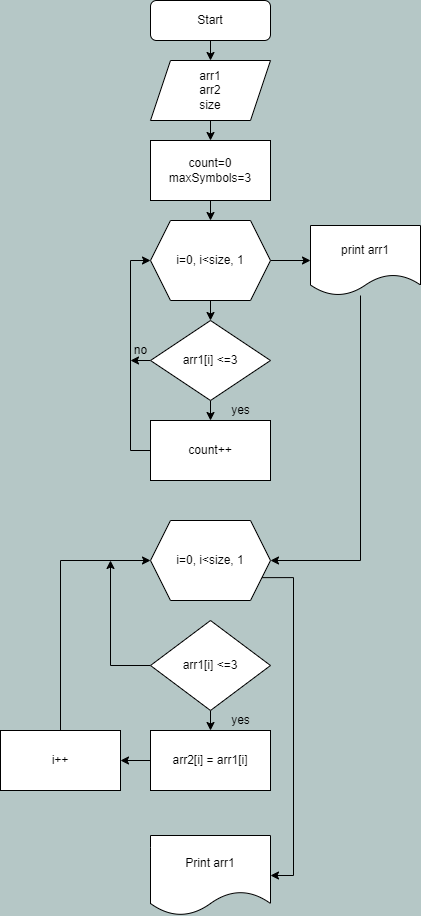 Start
arr1
arr2
size
count=0
maxSymbols=3
i=0, i<size, 1
print arr1
no
arr1[i] <=3
yes
count++
i=0, i<size, 1
arr1[i] <=3
yes
i++
arr2[i] = arr1[i]
Print arr1